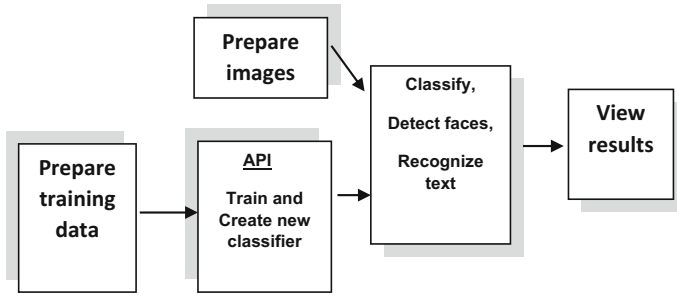 Prepare
images
Classify,
Detect faces,
Recognize
text
View
results
Prepare
training
data
API
Train and
Create new
classifier